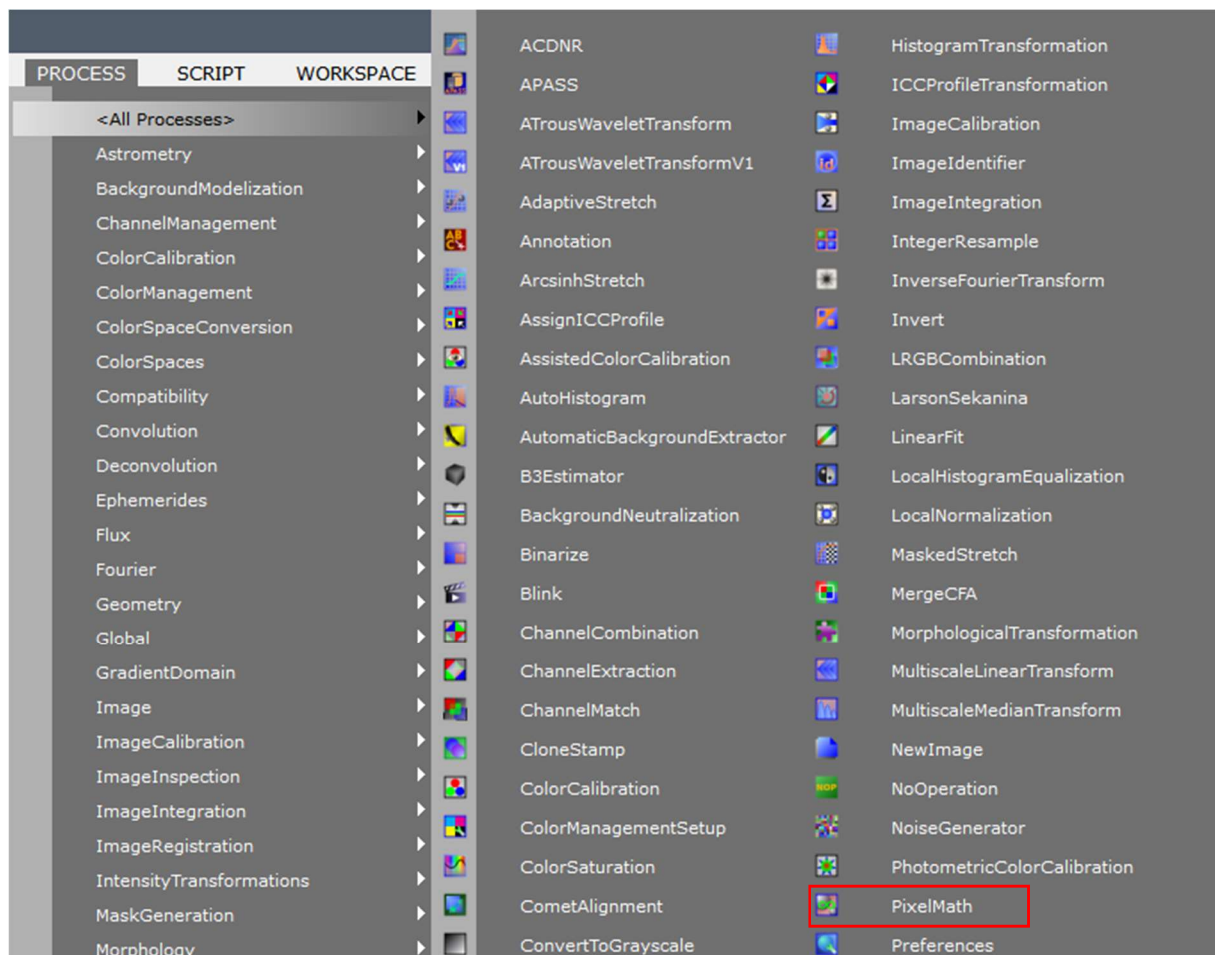 PROCESS SCRIPT WORKSPACE
<All Processes>
Astrometry
BackgroundModelization
ChannelManagement
ColorCalibration
ColorManagement
ColorSpaceConversion
ColorSpaces
Compatibility
Convolution
Deconvolution
Ephemerides
Flux
Fourier
Geometry
Global
GradientDomain
Image
ImageCalibration
ImageInspection
ImageIntegration
ImageRegistration
IntensityTransformations
MaskGeneration
Morphology
ACDNR
APASS
ATrousWaveletTransform
ATrousWaveletTransformV1
AdaptiveStretch
Annotation
ArcsinhStretch
AssignICCProfile
AssistedColorCalibration
AutoHistogram
AutomaticBackgroundExtractor
B3Estimator
BackgroundNeutralization
Binarize
Blink
ChannelCombination
ChannelExtraction
ChannelMatch
CloneStamp
ColorCalibration
ColorManagementSetup
ColorSaturation
CometAlignment
ConvertToGrayscale
HistogramTransformation
ICCProfileTransformation
ImageCalibration
ImageIdentifier
ImageIntegration
IntegerResample
InverseFourierTransform
Invert
LRGBCombination
LarsonSekanina
LinearFit
LocalHistogramEqualization
LocalNormalization
MaskedStretch
MergeCFA
MorphologicalTransformation
MultiscaleLinearTransform
MultiscaleMedianTransform
NewImage
NoOperation
NoiseGenerator
PhotometricColorCalibration
PixelMath
Preferences